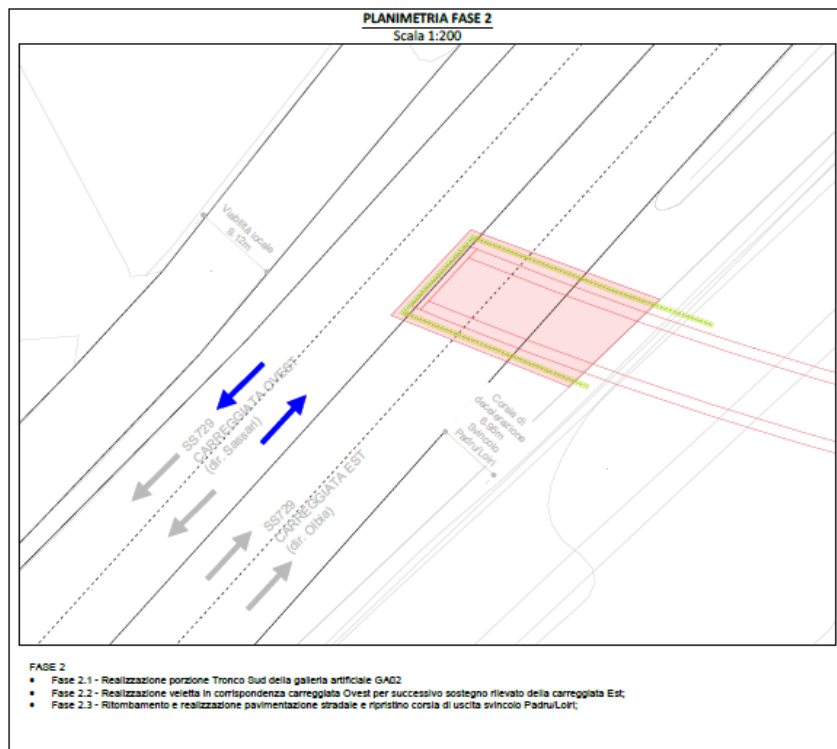 PLANIMETRIA FASE 2
Scala 1:200
Viabilità locale
9.12m
SS729
CARREGGIATA OVEST
(dir. Sassari)
SS729
CARREGGIATA EST
(dir. Olbia)
Corsia di
decelerazione
6.95m
Svincolo
Padru/Loiri
FASE 2
• Fase 2.1 - Realizzazione porzione Tronco Sud della galleria artificiale GA02
• Fase 2.2 - Realizzazione veletta in corrispondenza carreggiata Ovest per successivo sostegno rilevato della carreggiata Est;
• Fase 2.3 - Ritombamento e realizzazione pavimentazione stradale e ripristino corsia di uscita svincolo Padru/Loiri;